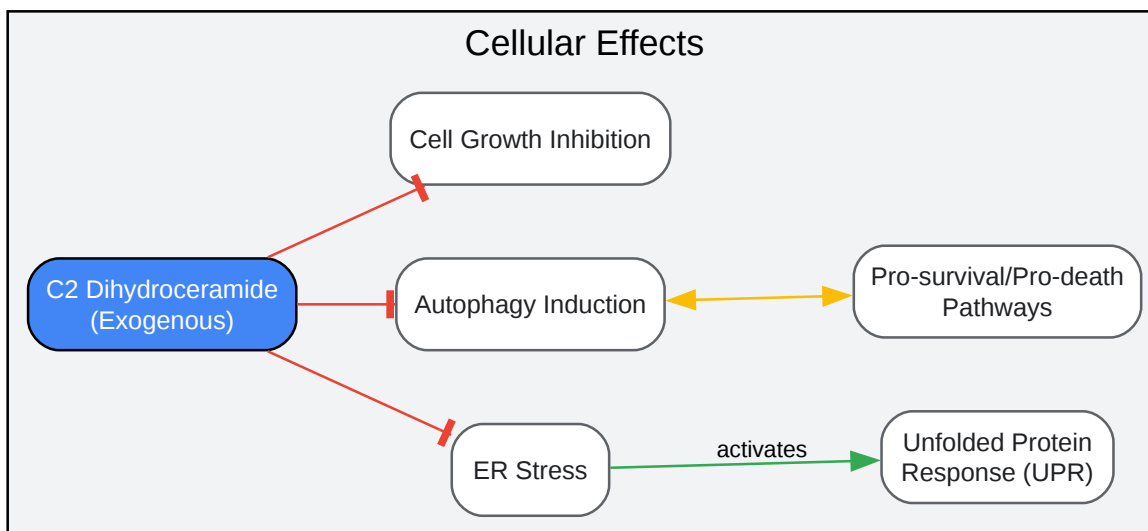 Cellular Effects
Cell Growth Inhibition
C2 Dihydroceramide
(Exogenous)
Autophagy Induction
Pro-survival/Pro-death
Pathways
ER Stress
activates
Unfolded Protein
Response (UPR)